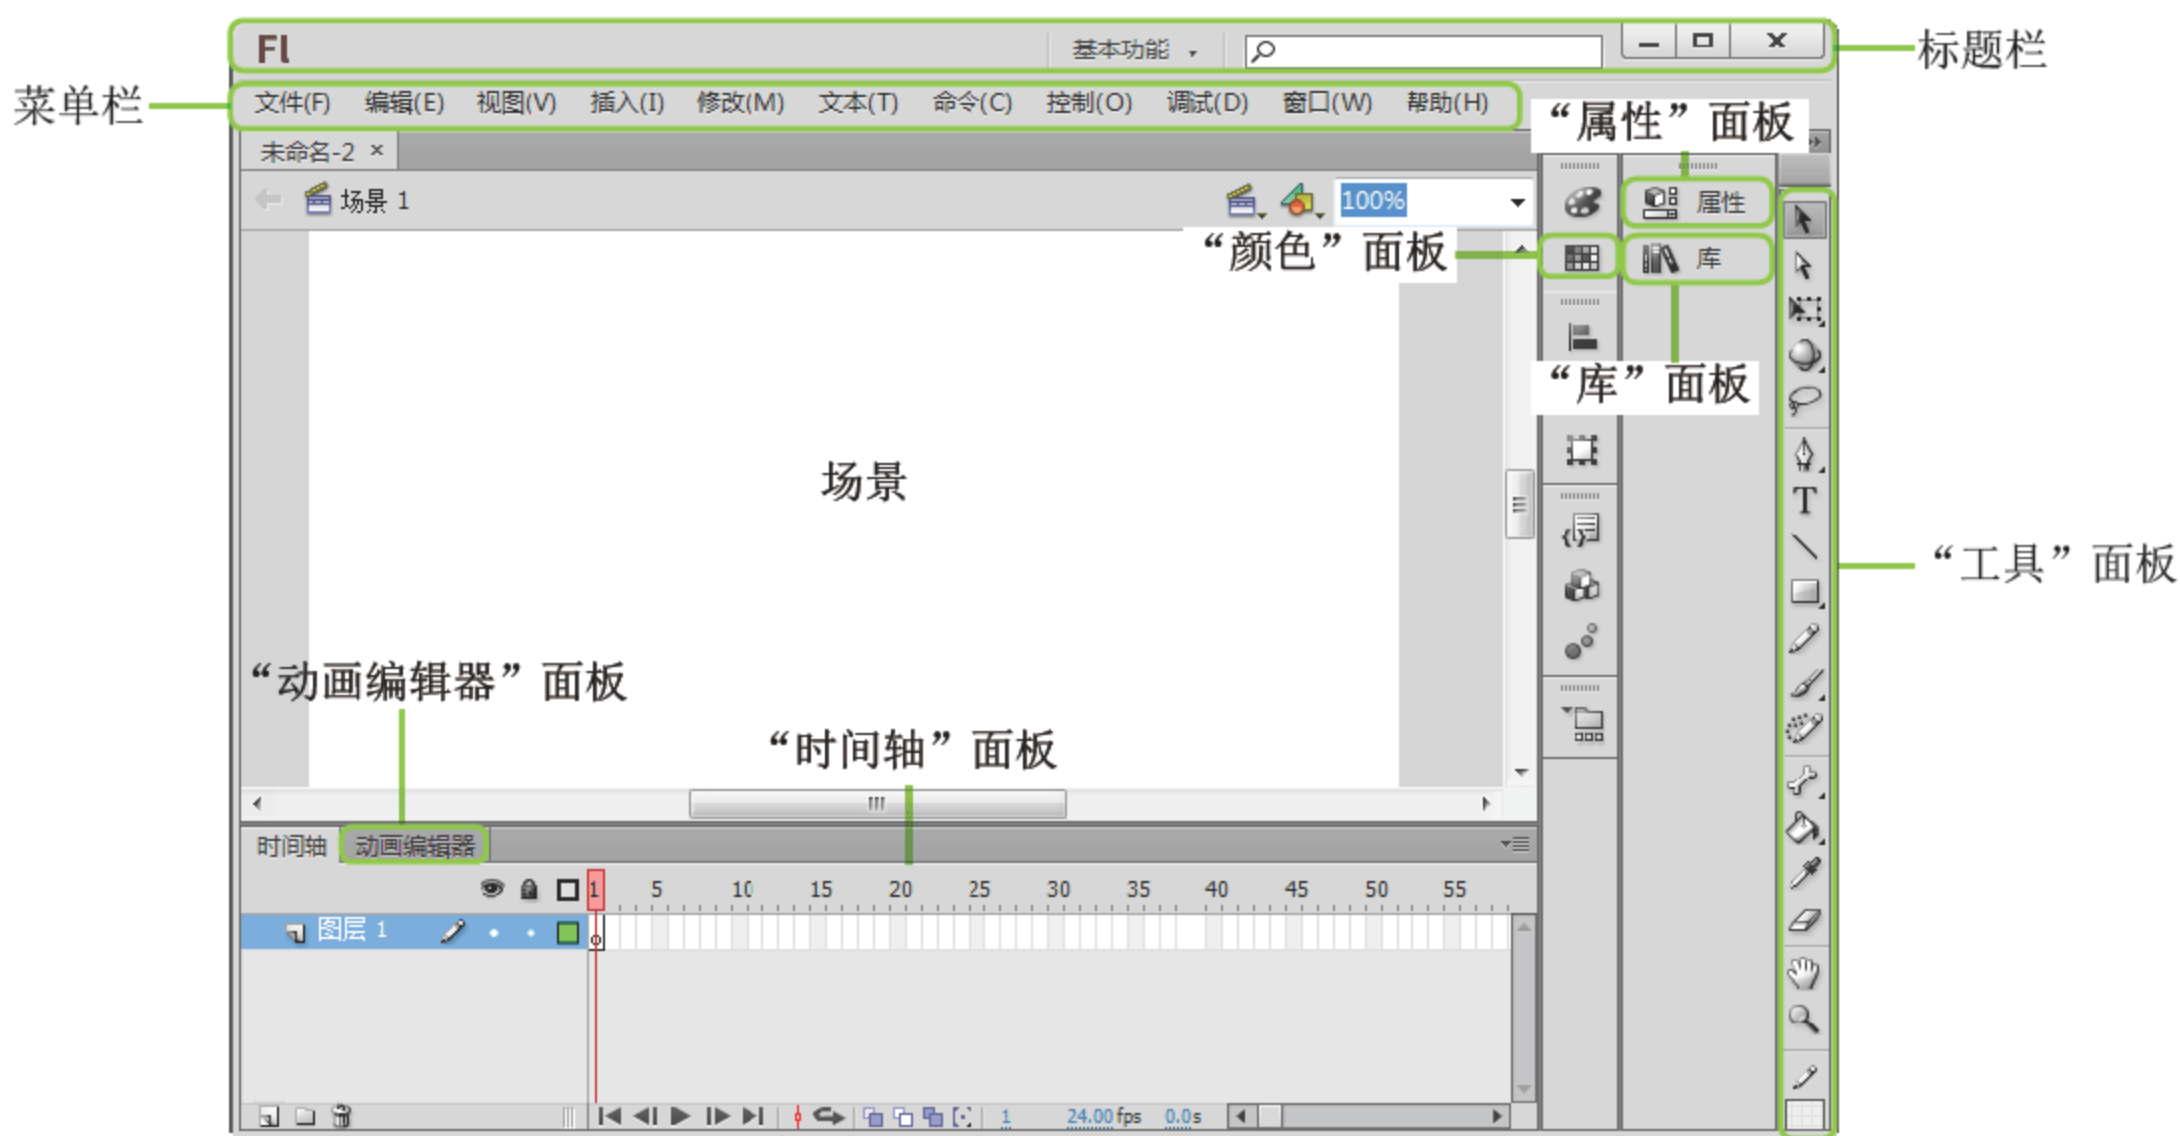 Fl
基本功能
标题栏
菜单栏
文件(F) 编辑(E) 视图(V) 插入(I) 修改(M) 文本(T) 命令(C) 控制(O) 调试(D) 窗口(W) 帮助(H)
“属性”面板
未命名-2 ×
场景 1
100%
属性
“颜色”面板
库
“库”面板
场景
T
“工具”面板
“动画编辑器”面板
“时间轴”面板
时间轴 动画编辑器
1 5 10 15 20 25 30 35 40 45 50 55
图层 1
1 24.00 fps 0.0 s